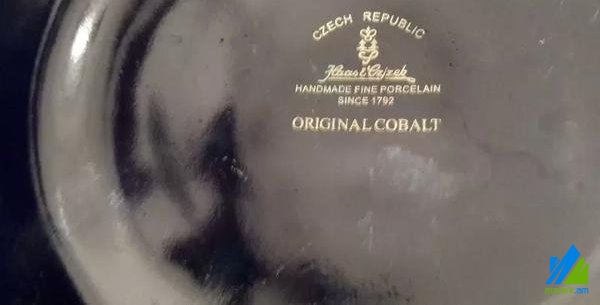 CZECH REPUBLIC
Haas & Czjzek
HANDMADE FINE PORCELAIN
SINCE 1792
ORIGINAL COBALT